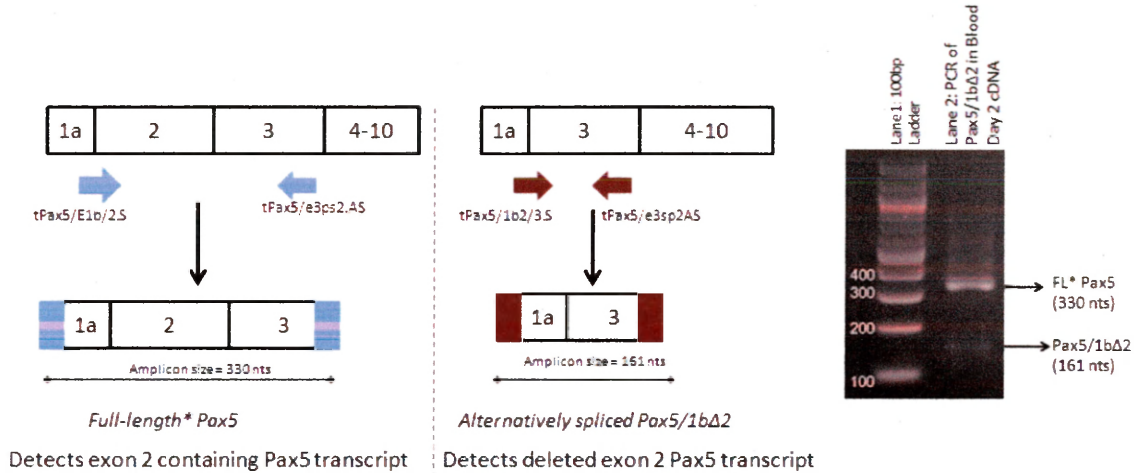 1a 2 3 4-10
tPax5/E1b/2.S
tPax5/e3ps2.AS
1a 2 3
Amplicon size = 330 nts
Full-length* Pax5
Detects exon 2 containing Pax5 transcript
1a 3 4-10
tPax5/1b2/3.S
tPax5/e3sp2AS
1a 3
Amplicon size = 161 nts
Alternatively spliced Pax5/1bΔ2
Detects deleted exon 2 Pax5 transcript
Lane 1: 100bp
Ladder
Lane 2: PCR of
Pax5/1bΔ2 in Blood
Day 2 cDNA
400
300
200
100
FL* Pax5
(330 nts)
Pax5/1bΔ2
(161 nts)